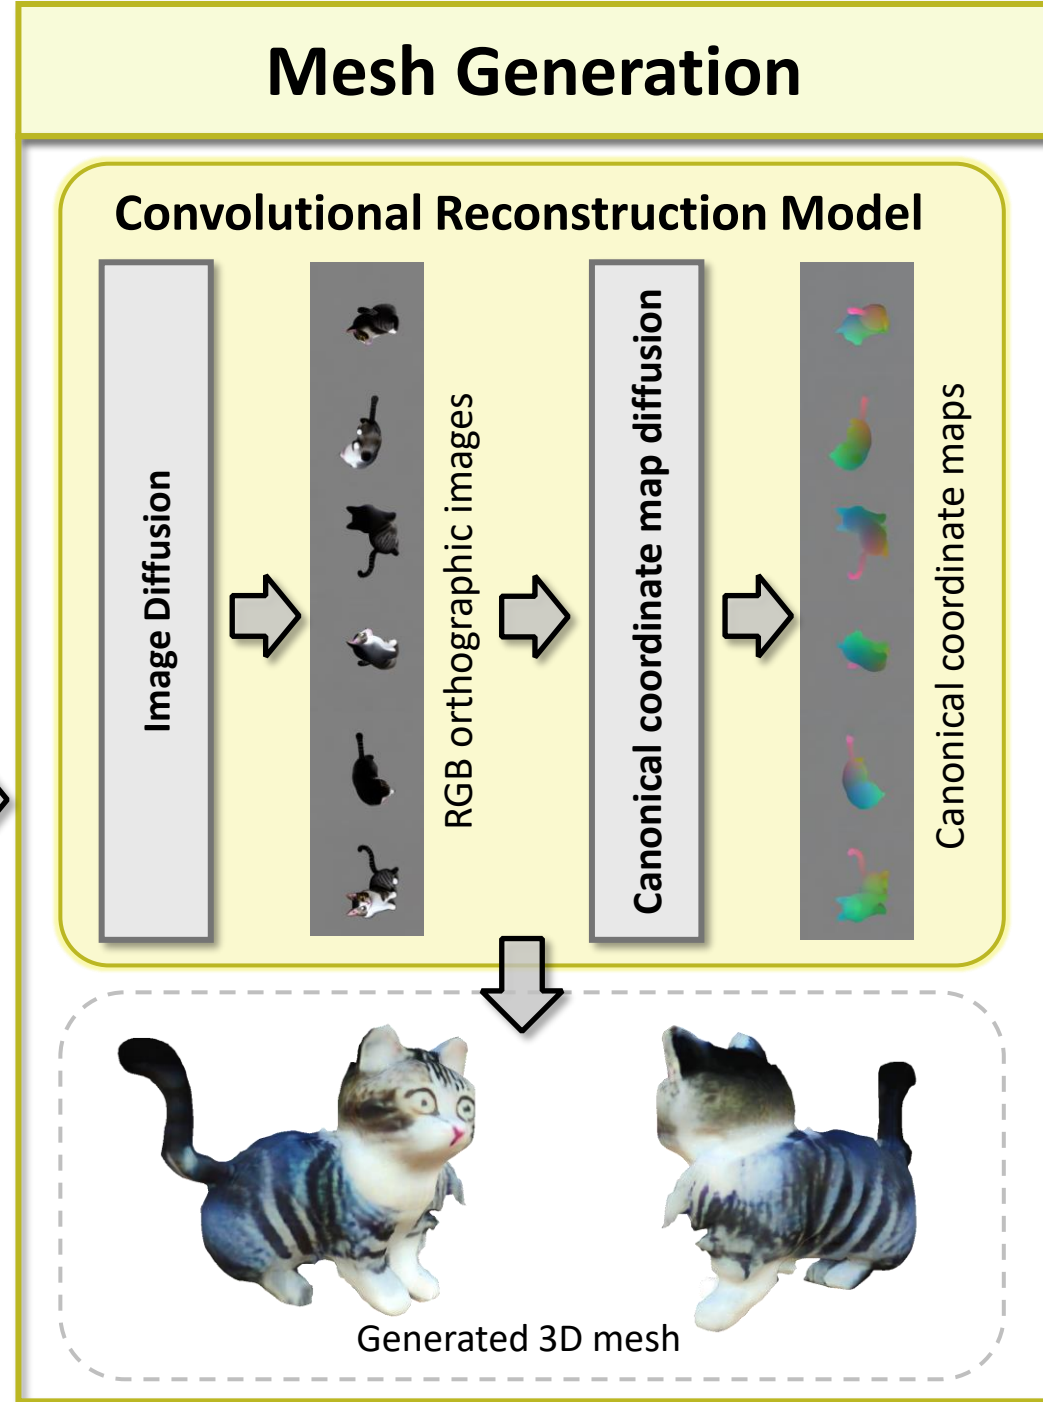 Mesh Generation
Convolutional Reconstruction Model
Image Diffusion
RGB orthographic images
Canonical coordinate map diffusion
Canonical coordinate maps
Generated 3D mesh